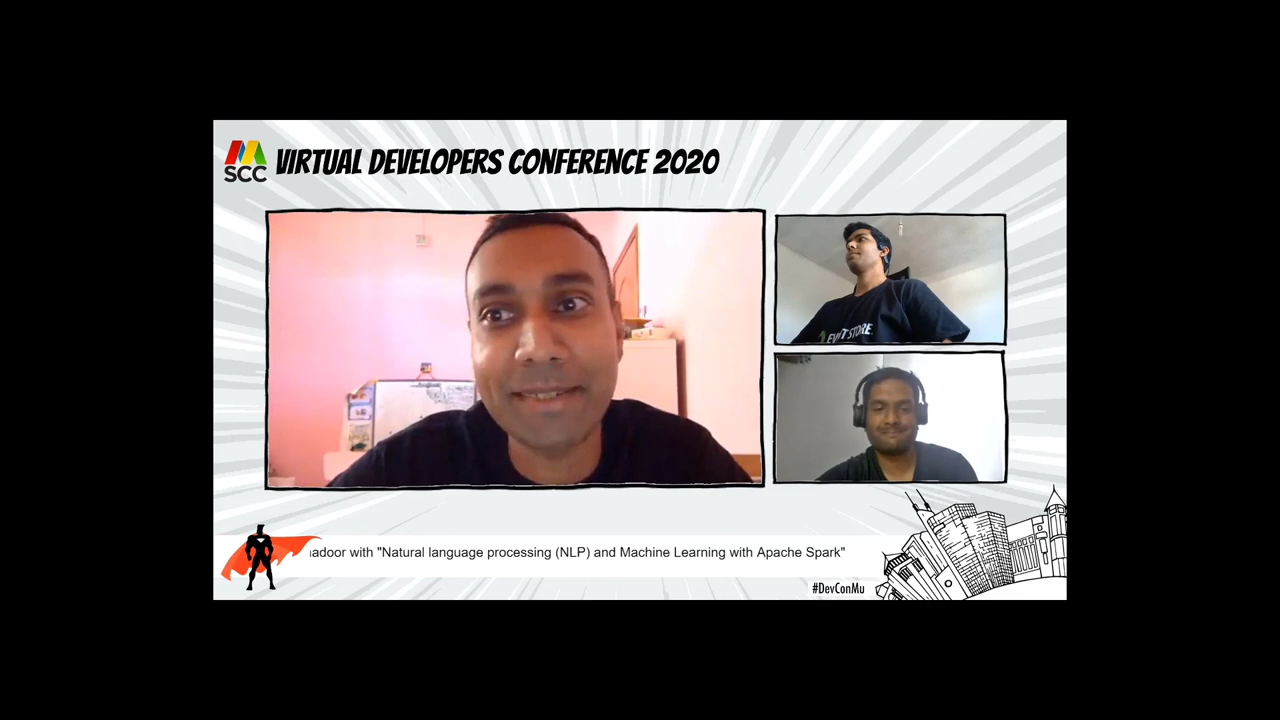 MSCC
VIRTUAL DEVELOPERS CONFERENCE 2020
EVENT STORE
adoor with "Natural language processing (NLP) and Machine Learning with Apache Spark"
#DevConMu